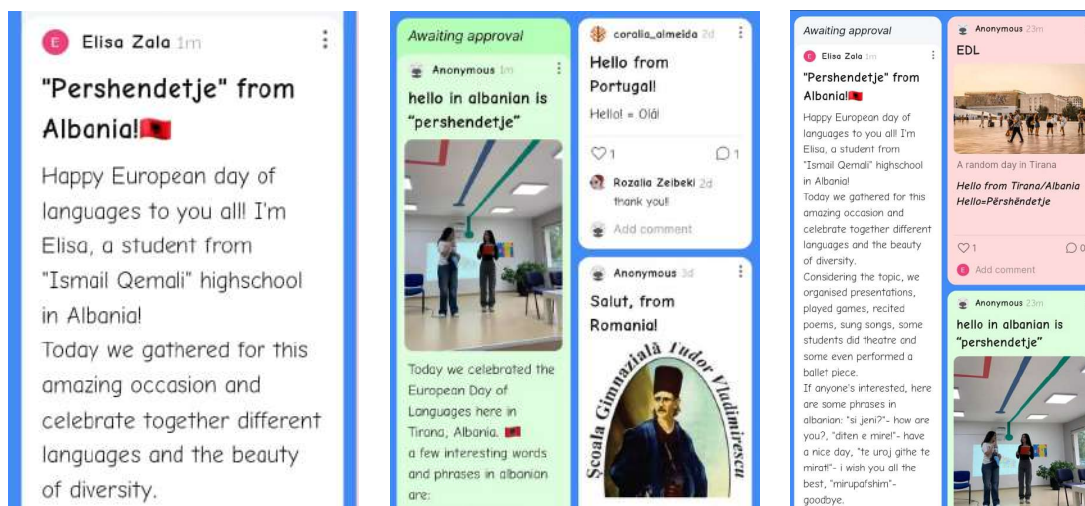 E Elisa Zala 1m
"Pershendetje" from
Albania!🇦🇱
Happy European day of
languages to you all! I'm
Elisa, a student from
"Ismail Qemali" highschool
in Albania!
Today we gathered for this
amazing occasion and
celebrate together different
languages and the beauty
of diversity.
Awaiting approval
Anonymous 1m
hello in albanian is
"pershendetje"
Today we celebrated the
European Day of
Languages here in
Tirana, Albania. 🇦🇱
a few interesting words
and phrases in albanian
are:
coralia_almeida 2d
Hello from
Portugal!
Hello! = Olá!
1 1
Rozalia Zeibeki 2d
thank you!!
Add comment
Anonymous 3d
Salut, from
Romania!
Școala Gimnazială Tudor Vladimirescu
Awaiting approval
E Elisa Zala 1m
"Pershendetje" from
Albania!🇦🇱
Happy European day of
languages to you all! I'm
Elisa, a student from
"Ismail Qemali" highschool
in Albania!
Today we gathered for this
amazing occasion and
celebrate together different
languages and the beauty
of diversity.
Considering the topic, we
organised presentations,
played games, recited
poems, sung songs, some
students did theatre and
some even performed a
ballet piece.
If anyone's interested, here
are some phrases in
albanian: "si jeni?"- how are
you?, "diten e mire!"- have
a nice day, "te uroj githe te
mirat!"- i wish you all the
best, "mirupafshim"-
goodbye.
Anonymous 23m
EDL
A random day in Tirana
Hello from Tirana/Albania
Hello=Përshëndetje
1 0
E Add comment
Anonymous 23m
hello in albanian is
"pershendetje"